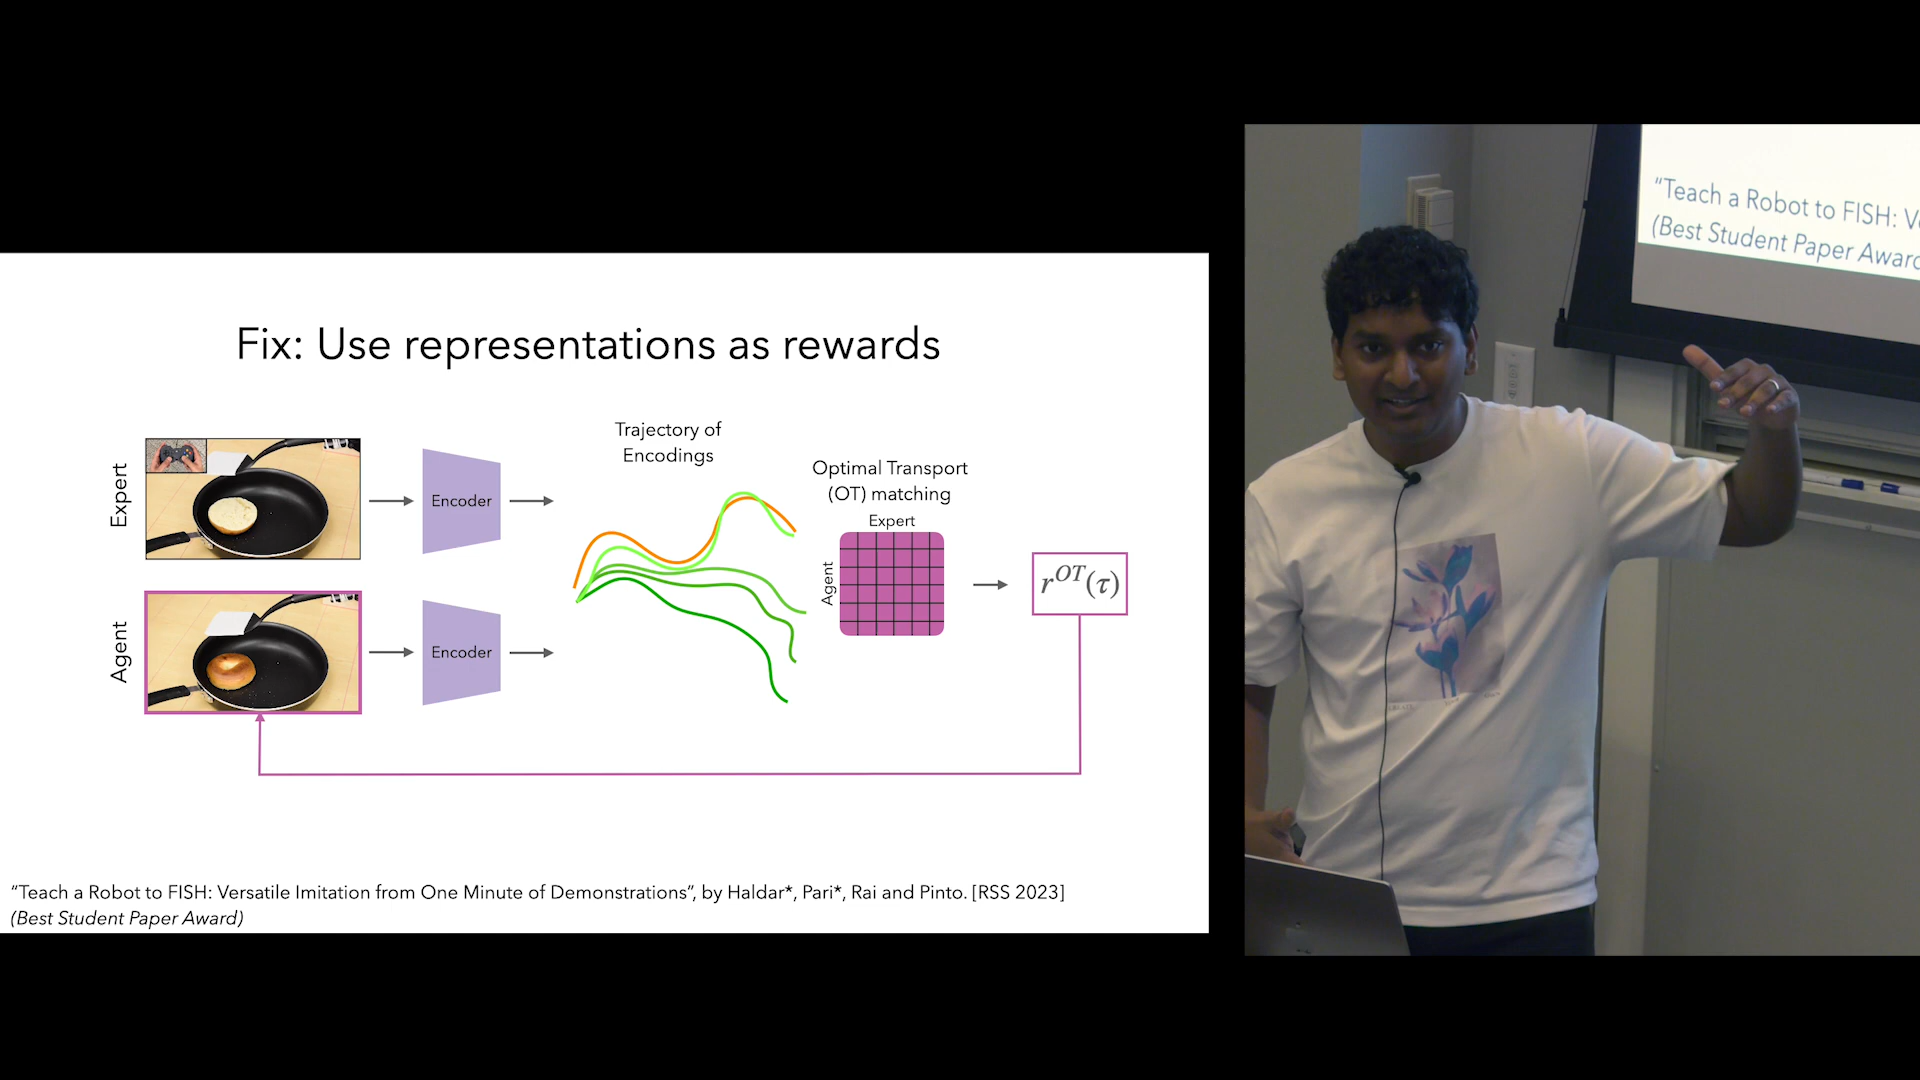 Fix: Use representations as rewards
Trajectory of
Encodings
Optimal Transport
(OT) matching
Expert
Expert
Encoder
Agent
r^{OT}(τ)
Agent
Encoder
"Teach a Robot to FISH: Versatile Imitation from One Minute of Demonstrations", by Haldar*, Pari*, Rai and Pinto. [RSS 2023]
(Best Student Paper Award)
"Teach a Robot to FISH: V
(Best Student Paper Award